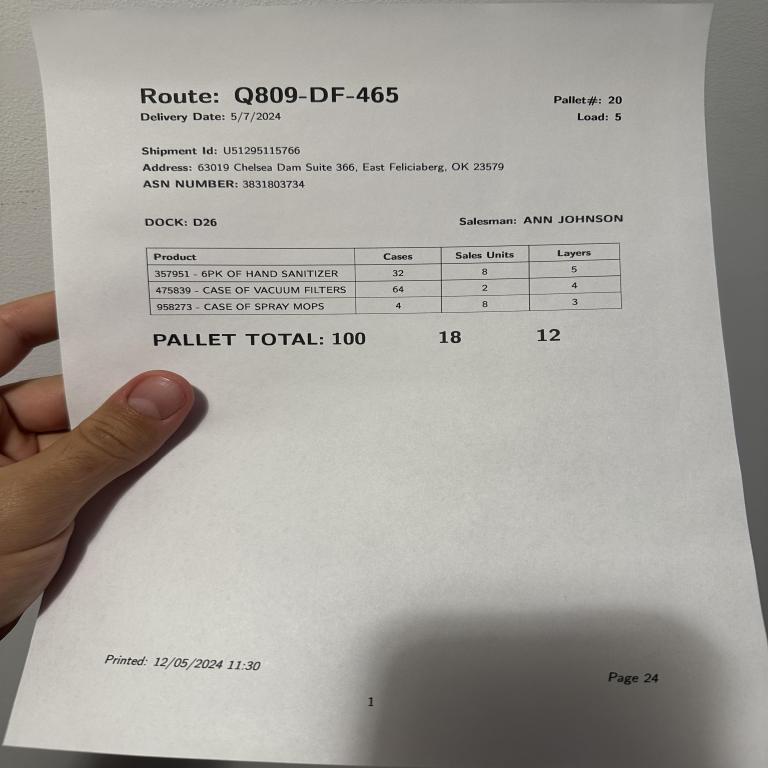 Route: Q809-DF-465
Pallet#: 20
Delivery Date: 5/7/2024
Load: 5
Shipment Id: U51295115766
Address: 63019 Chelsea Dam Suite 366, East Feliciaberg, OK 23579
ASN NUMBER: 3831803734
DOCK: D26
Salesman: ANN JOHNSON
Product Cases Sales Units Layers
357951 - 6PK OF HAND SANITIZER 32 8 5
475839 - CASE OF VACUUM FILTERS 64 2 4
958273 - CASE OF SPRAY MOPS 4 8 3
PALLET TOTAL: 100 18 12
Printed: 12/05/2024 11:30
Page 24
1